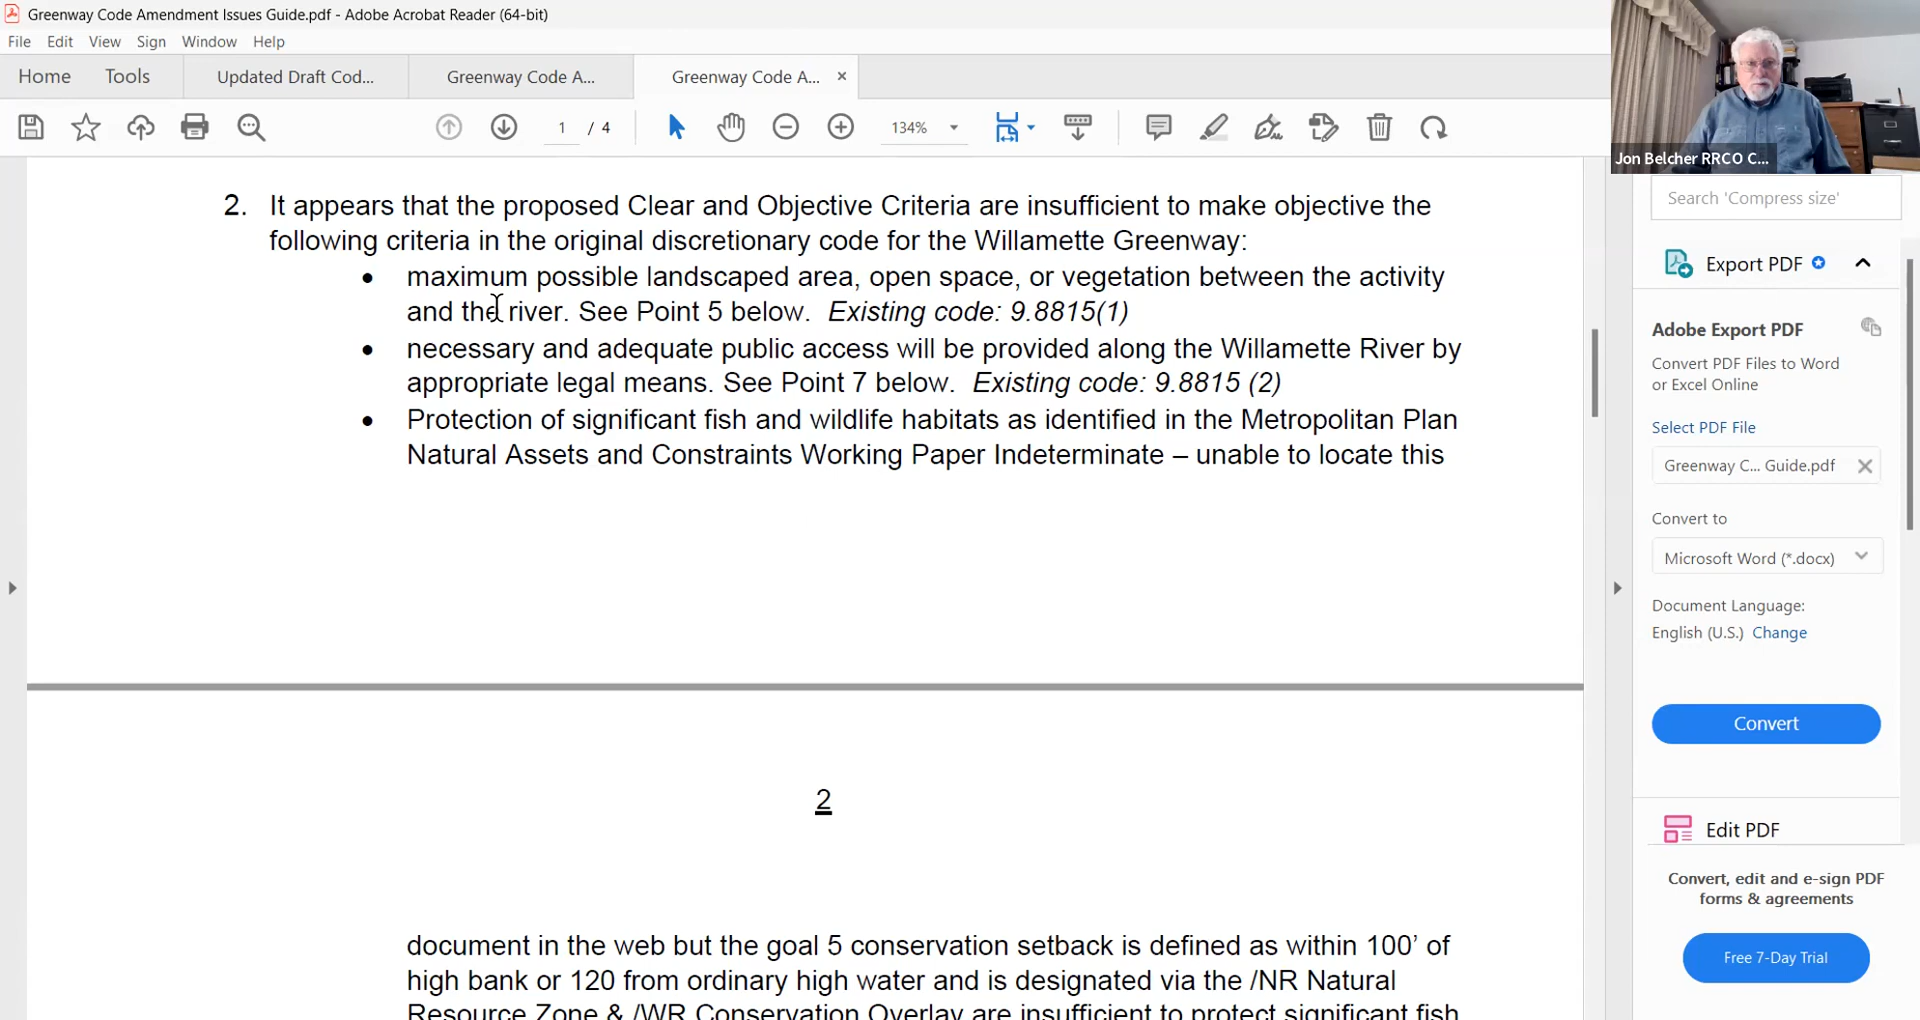 Greenway Code Amendment Issues Guide.pdf - Adobe Acrobat Reader (64-bit)
File Edit View Sign Window Help
Home Tools Updated Draft Cod... Greenway Code A... Greenway Code A... ×
1 / 4 134%
Jon Belcher RRCO C...
2. It appears that the proposed Clear and Objective Criteria are insufficient to make objective the
following criteria in the original discretionary code for the Willamette Greenway:
• maximum possible landscaped area, open space, or vegetation between the activity
and the river. See Point 5 below. Existing code: 9.8815(1)
• necessary and adequate public access will be provided along the Willamette River by
appropriate legal means. See Point 7 below. Existing code: 9.8815 (2)
• Protection of significant fish and wildlife habitats as identified in the Metropolitan Plan
Natural Assets and Constraints Working Paper Indeterminate – unable to locate this
2
document in the web but the goal 5 conservation setback is defined as within 100’ of
high bank or 120 from ordinary high water and is designated via the /NR Natural
Resource Zone & /WR Conservation Overlay are insufficient to protect significant fish
Search 'Compress size'
Export PDF
Adobe Export PDF
Convert PDF Files to Word
or Excel Online
Select PDF File
Greenway C... Guide.pdf
Convert to
Microsoft Word (*.docx)
Document Language:
English (U.S.) Change
Convert
Edit PDF
Convert, edit and e-sign PDF
forms & agreements
Free 7-Day Trial